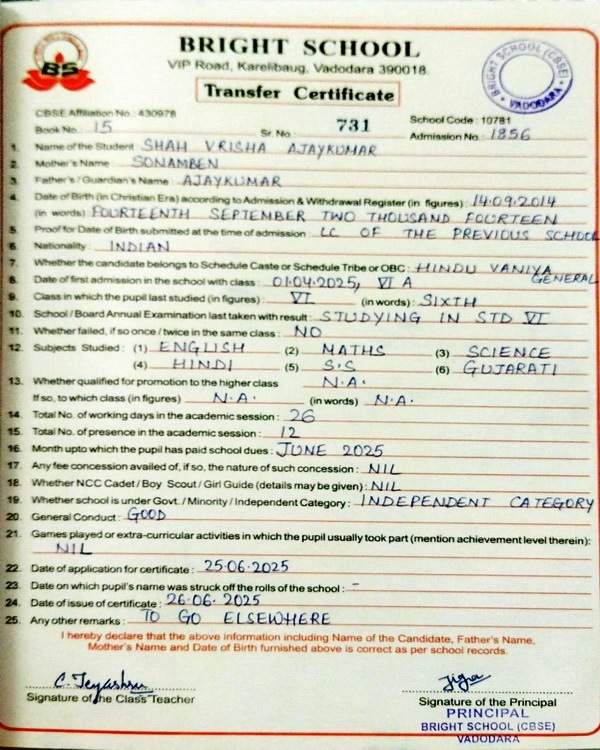 BS
BRIGHT SCHOOL
VIP Road, Karelibaug, Vadodara 390018.
Transfer Certificate
BRIGHT SCHOOL (CBSE)
VADODARA
CBSE Affiliation No.: 430978
School Code: 10781
Book No.: 15 Sr. No.: 731 Admission No.: 1856
1. Name of the Student: SHAH VRISHA AJAYKUMAR
2. Mother's Name: SONAMBEN
3. Father's / Guardian's Name: AJAYKUMAR
4. Date of Birth (in Christian Era) according to Admission & Withdrawal Register (in figures): 14.09.2014
(in words) FOURTEENTH SEPTEMBER TWO THOUSAND FOURTEEN
5. Proof for Date of Birth submitted at the time of admission: LC OF THE PREVIOUS SCHOOL
6. Nationality: INDIAN
7. Whether the candidate belongs to Schedule Caste or Schedule Tribe or OBC: HINDU VANIYA
GENERAL
8. Date of first admission in the school with class: 01.04.2025, VI A
9. Class in which the pupil last studied (in figures): VI (in words): SIXTH
10. School / Board Annual Examination last taken with result: STUDYING IN STD VI
11. Whether failed, if so once / twice in the same class: NO
12. Subjects Studied: (1) ENGLISH (2) MATHS (3) SCIENCE
(4) HINDI (5) S.S (6) GUJARATI
13. Whether qualified for promotion to the higher class N.A.
If so, to which class (in figures) N.A. (in words) N.A.
14. Total No. of working days in the academic session: 26
15. Total No. of presence in the academic session: 12
16. Month upto which the pupil has paid school dues: JUNE 2025
17. Any fee concession availed of, if so, the nature of such concession: NIL
18. Whether NCC Cadet / Boy Scout / Girl Guide (details may be given): NIL
19. Whether school is under Govt. / Minority / Independent Category: INDEPENDENT CATEGORY
20. General Conduct: GOOD
21. Games played or extra-curricular activities in which the pupil usually took part (mention achievement level therein):
NIL
22. Date of application for certificate: 25.06.2025
23. Date on which pupil's name was struck off the rolls of the school: -
24. Date of issue of certificate: 26.06.2025
25. Any other remarks: TO GO ELSEWHERE
I hereby declare that the above information including Name of the Candidate, Father's Name,
Mother's Name and Date of Birth furnished above is correct as per school records.
Signature of the Class Teacher
Signature of the Principal
PRINCIPAL
BRIGHT SCHOOL (CBSE)
VADODARA